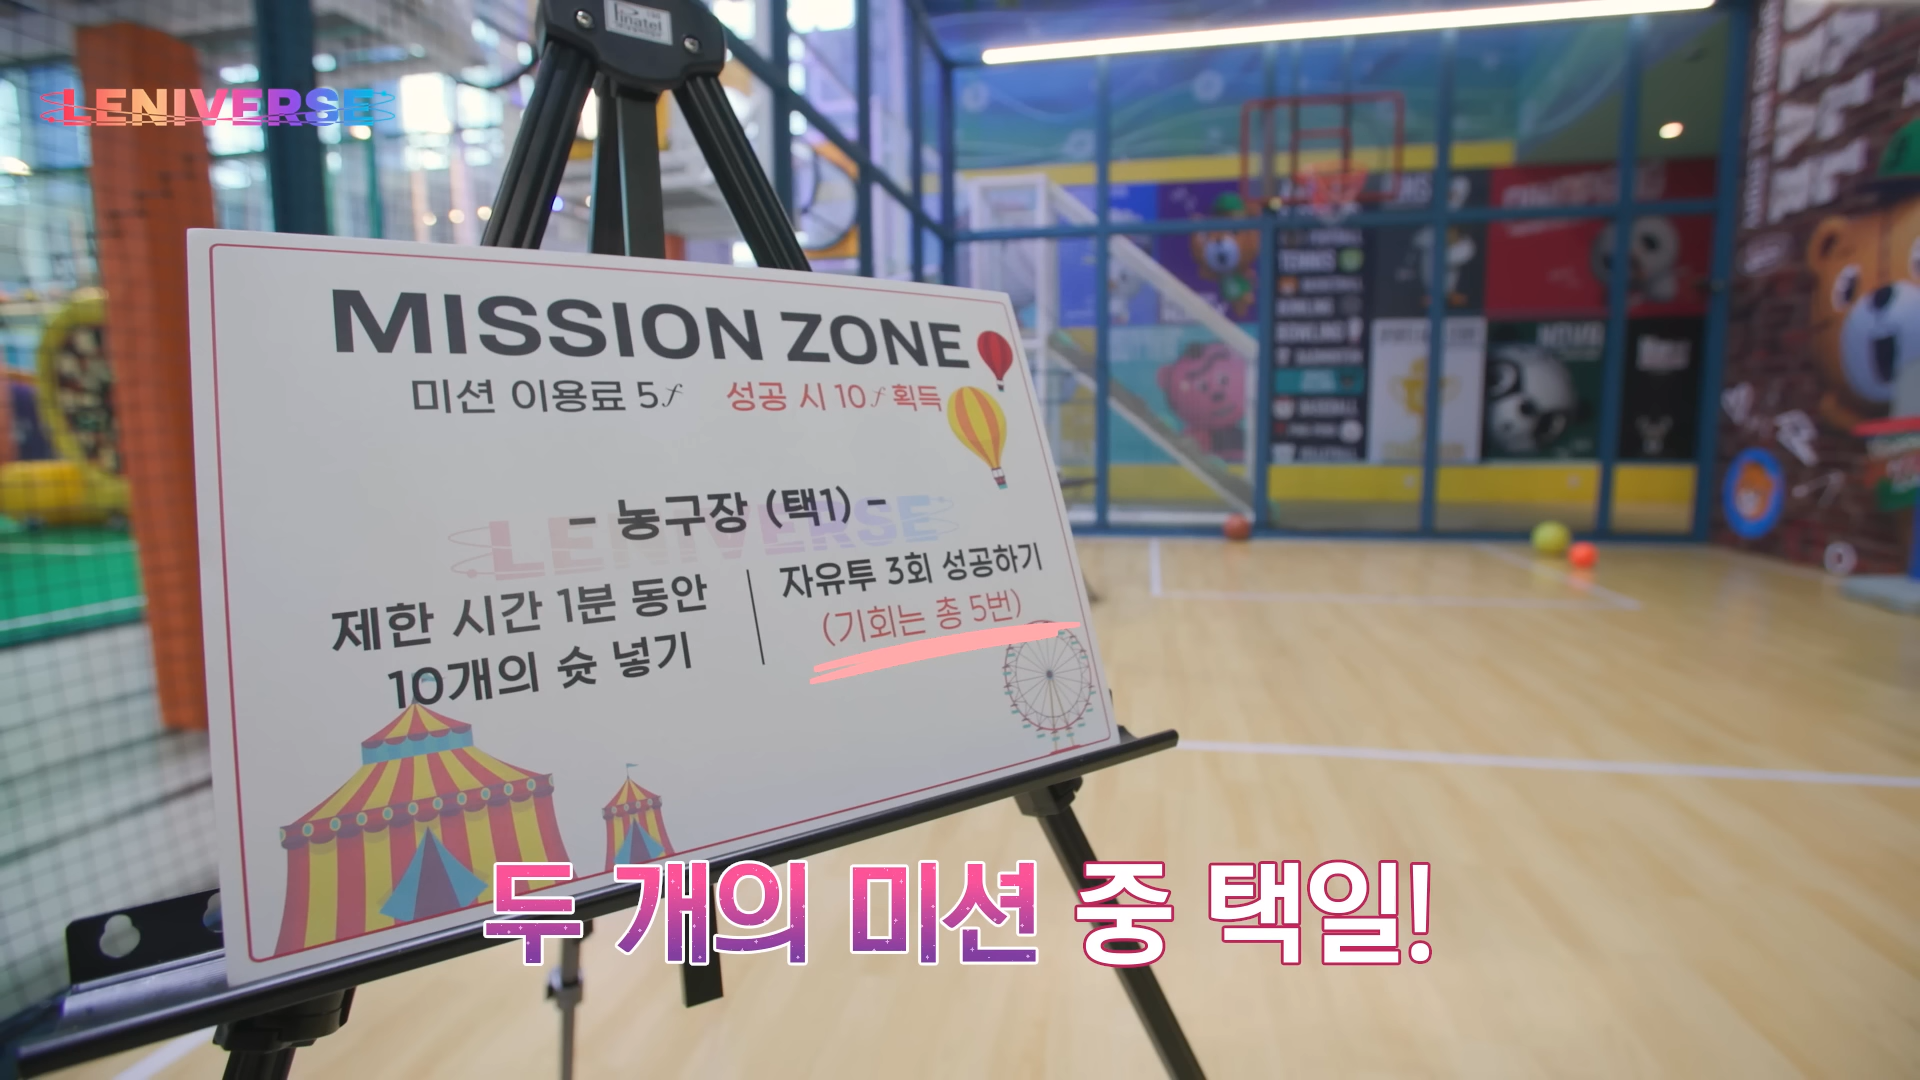 LENIVERSE
MISSION ZONE
미션 이용료 5f 성공 시 10f 획득
- 농구장 (택1) -
LENIVERSE
제한 시간 1분 동안
10개의 슛 넣기
자유투 3회 성공하기
(기회는 총 5번)
두 개의 미션 중 택일!